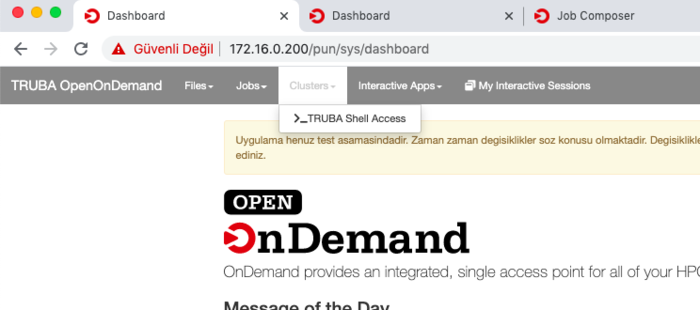 Dashboard
Dashboard
Job Composer
Güvenli Değil
172.16.0.200/pun/sys/dashboard
TRUBA OpenOnDemand
Files
Jobs
Clusters
Interactive Apps
My Interactive Sessions
>_TRUBA Shell Access
Uygulama henuz test asamasindadir. Zaman zaman degisiklikler soz konusu olmaktadir. Degisiklikle
ediniz.
OPEN
OnDemand
OnDemand provides an integrated, single access point for all of your HPC
Message of the Day